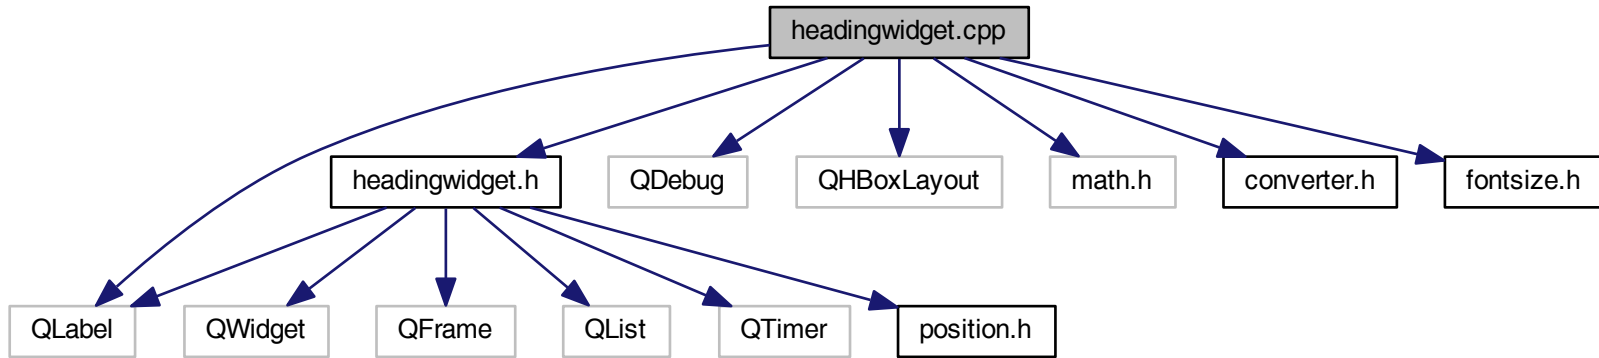 headingwidget.cpp
headingwidget.h
QDebug
QHBoxLayout
math.h
converter.h
fontsize.h
QLabel
QWidget
QFrame
QList
QTimer
position.h